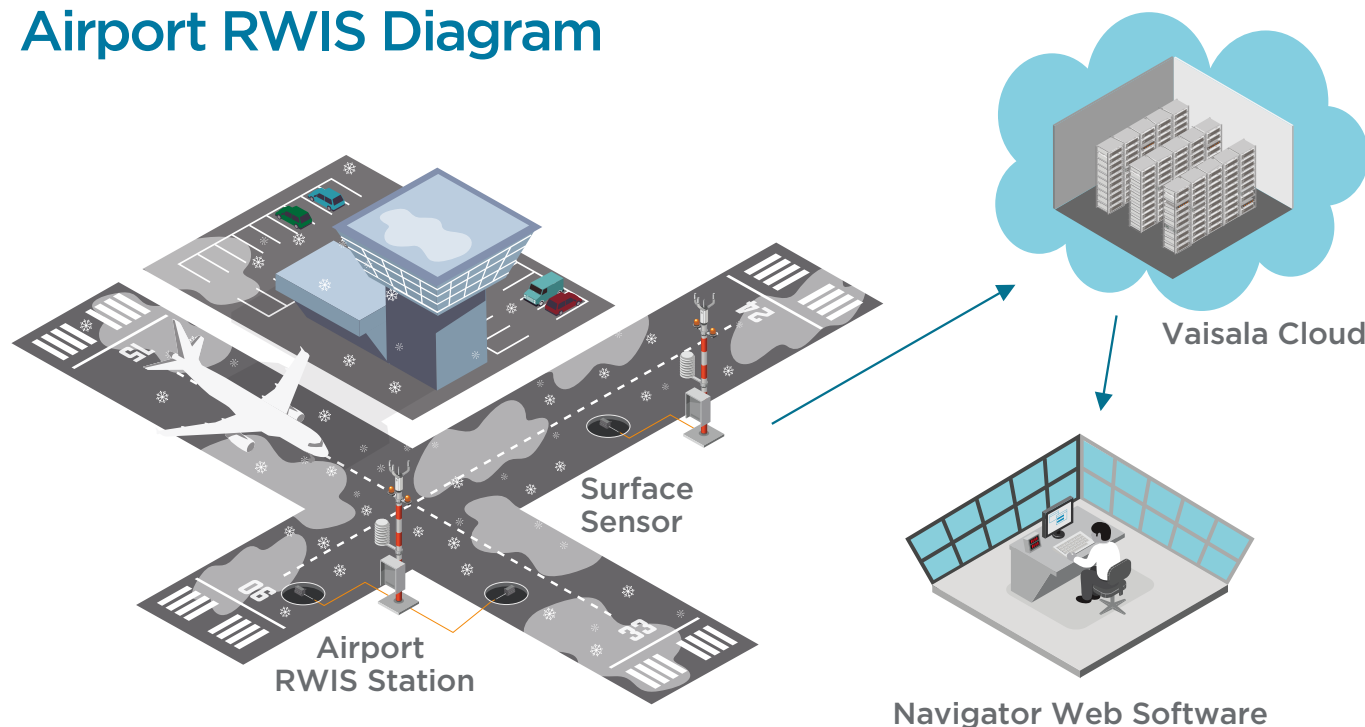 Airport RWIS Diagram
Vaisala Cloud
24
15
Surface
Sensor
06
33
Airport
RWIS Station
Navigator Web Software